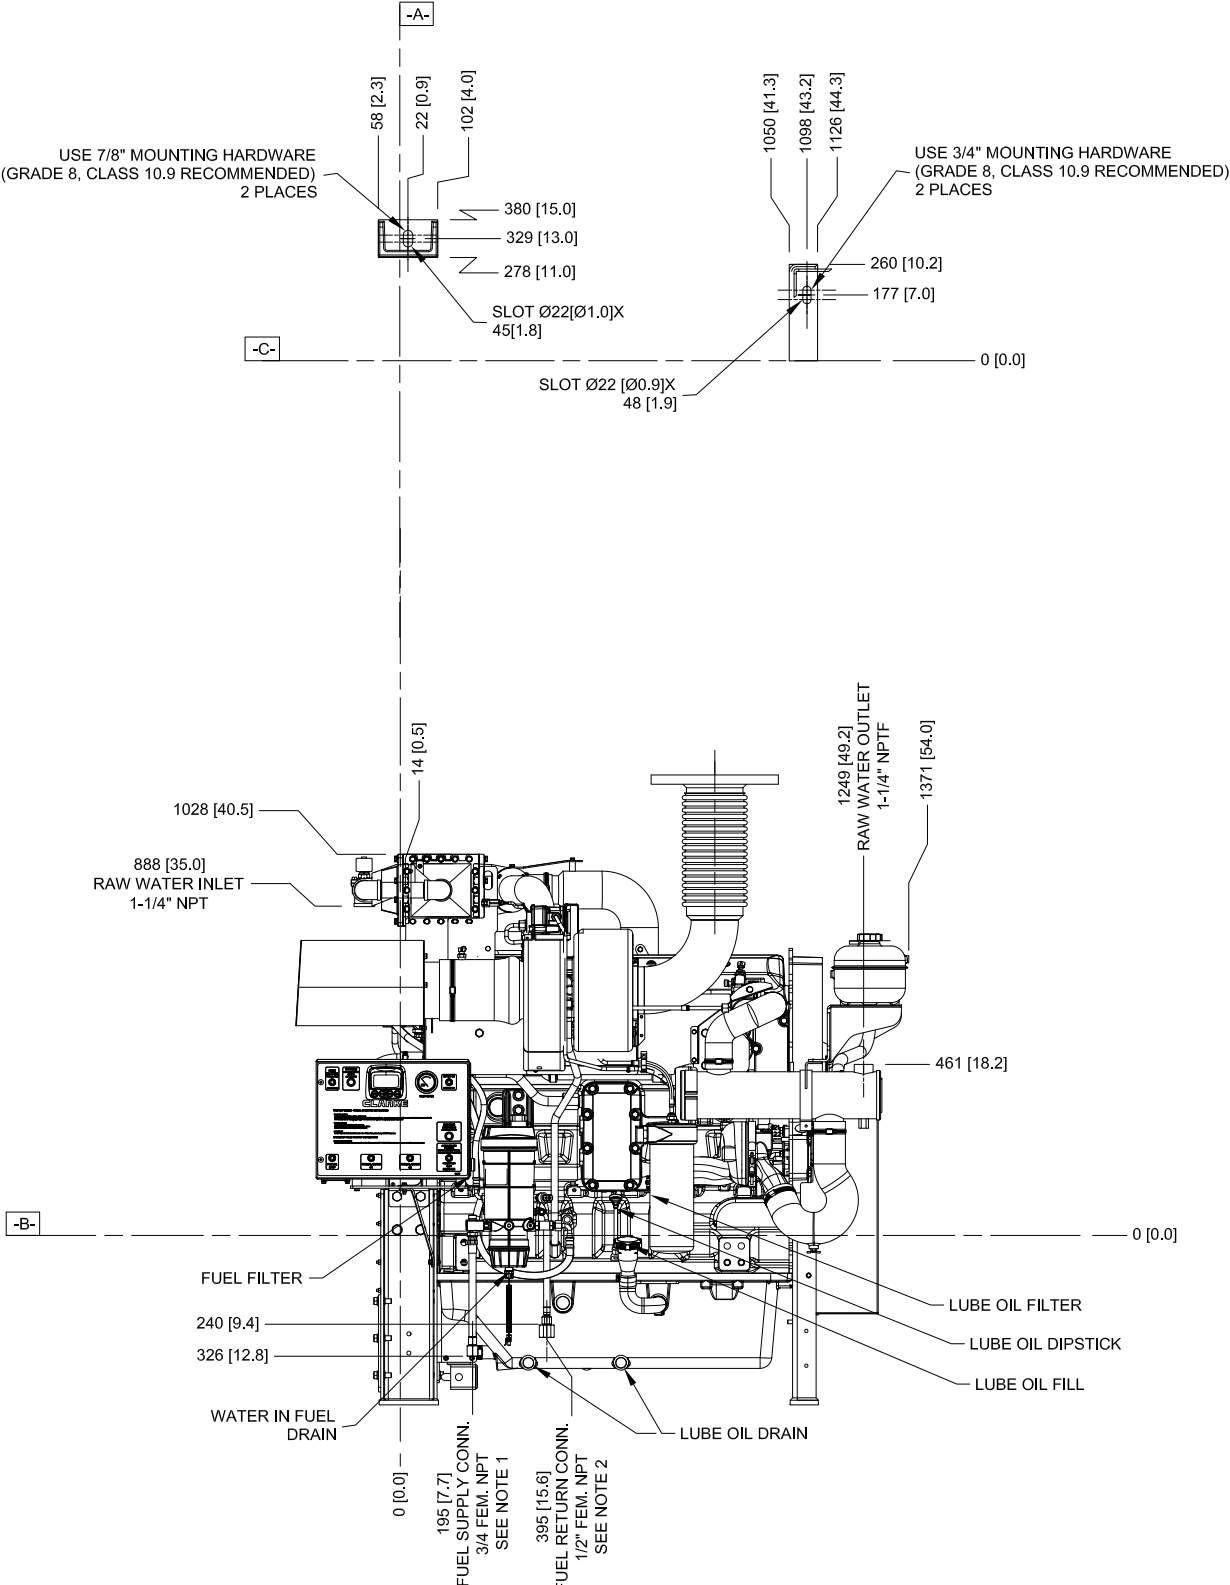 -A-
58 [2.3]
22 [0.9]
102 [4.0]
1050 [41.3]
1098 [43.2]
1126 [44.3]
USE 7/8" MOUNTING HARDWARE
(GRADE 8, CLASS 10.9 RECOMMENDED)
2 PLACES
USE 3/4" MOUNTING HARDWARE
(GRADE 8, CLASS 10.9 RECOMMENDED)
2 PLACES
380 [15.0]
329 [13.0]
278 [11.0]
260 [10.2]
177 [7.0]
SLOT Ø22[Ø1.0]X
45[1.8]
-C-
0 [0.0]
SLOT Ø22 [Ø0.9]X
48 [1.9]
14 [0.5]
1249 [49.2]
RAW WATER OUTLET
1-1/4" NPTF
1371 [54.0]
1028 [40.5]
888 [35.0]
RAW WATER INLET
1-1/4" NPT
461 [18.2]
CLARKE
-B-
0 [0.0]
FUEL FILTER
240 [9.4]
326 [12.8]
LUBE OIL FILTER
LUBE OIL DIPSTICK
LUBE OIL FILL
WATER IN FUEL
DRAIN
LUBE OIL DRAIN
0 [0.0]
195 [7.7]
FUEL SUPPLY CONN.
3/4 FEM. NPT
SEE NOTE 1
395 [15.6]
FUEL RETURN CONN.
1/2" FEM. NPT
SEE NOTE 2